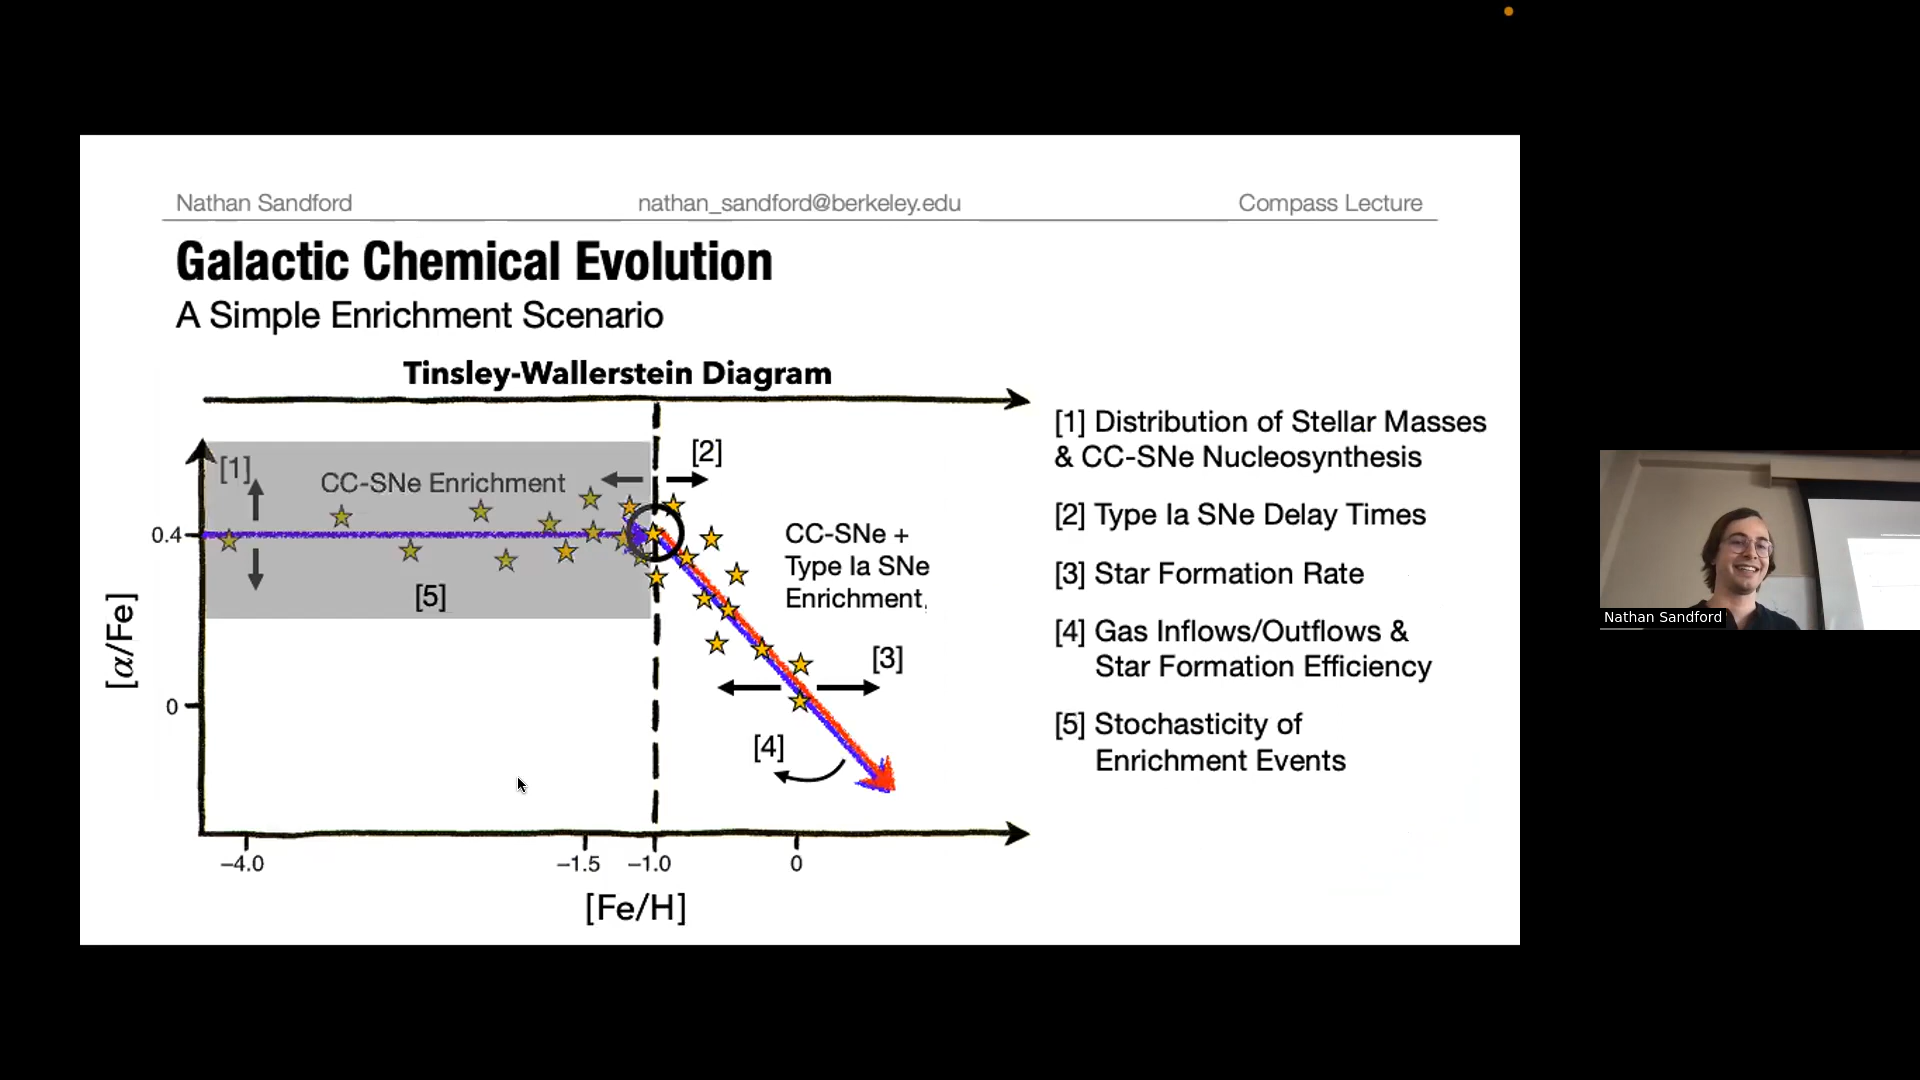 Nathan Sandford
nathan_sandford@berkeley.edu
Compass Lecture
Galactic Chemical Evolution
A Simple Enrichment Scenario
Tinsley-Wallerstein Diagram
[1]
CC-SNe Enrichment
[2]
0.4
[5]
CC-SNe +
Type Ia SNe
Enrichment
[α/Fe]
[3]
0
[4]
−4.0
−1.5
−1.0
0
[Fe/H]
[1] Distribution of Stellar Masses
& CC-SNe Nucleosynthesis
[2] Type Ia SNe Delay Times
[3] Star Formation Rate
[4] Gas Inflows/Outflows &
Star Formation Efficiency
[5] Stochasticity of
Enrichment Events
Nathan Sandford